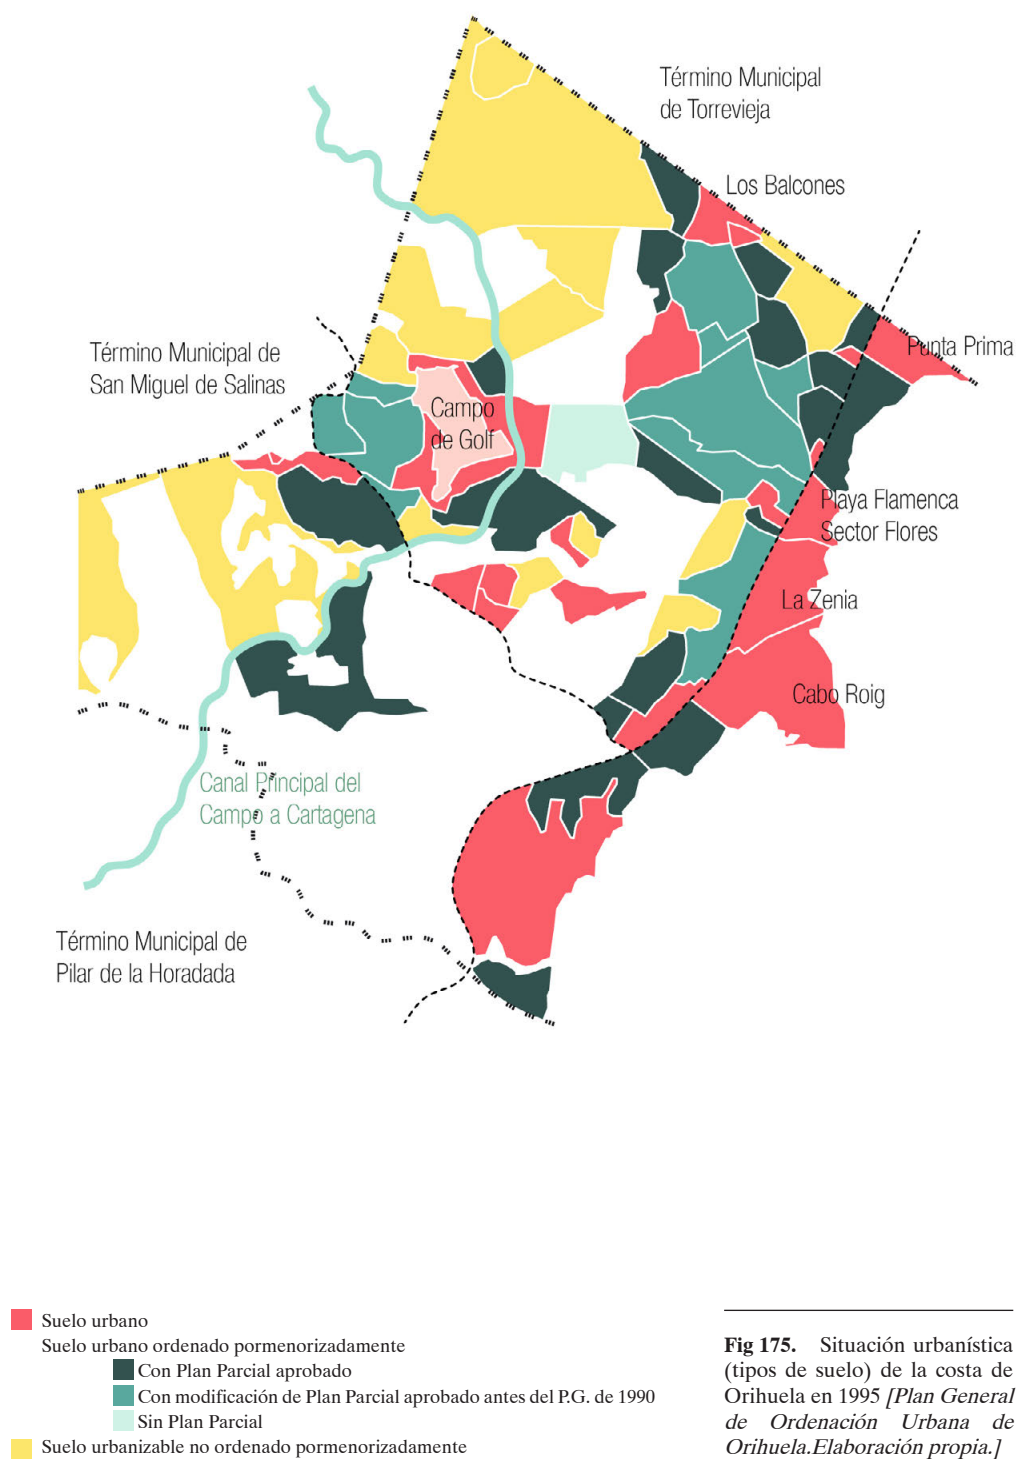 Término Municipal
de Torrevieja
Los Balcones
Término Municipal de
San Miguel de Salinas
Punta Prima
Campo
de Golf
Playa Flamenca
Sector Flores
La Zenia
Cabo Roig
Canal Principal del
Campo a Cartagena
Término Municipal de
Pilar de la Horadada
Suelo urbano
Suelo urbano ordenado pormenorizadamente
Con Plan Parcial aprobado
Con modificación de Plan Parcial aprobado antes del P.G. de 1990
Sin Plan Parcial
Suelo urbanizable no ordenado pormenorizadamente
Fig 175. Situación urbanística
(tipos de suelo) de la costa de
Orihuela en 1995 [Plan General
de Ordenación Urbana de
Orihuela.Elaboración propia.]